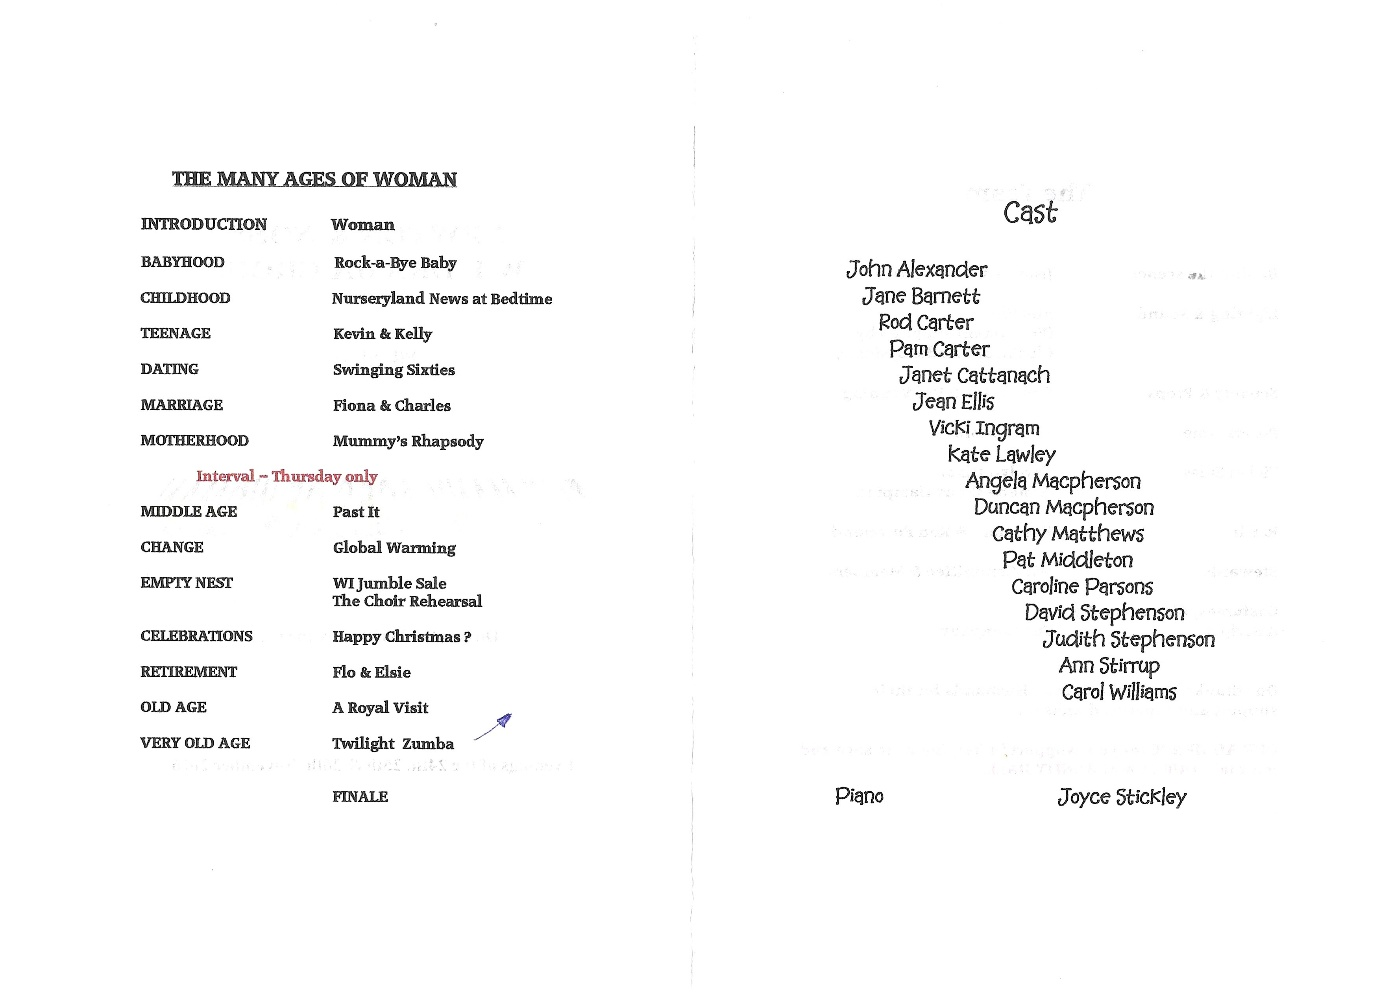 THE MANY AGES OF WOMAN
INTRODUCTION Woman
BABYHOOD Rock-a-Bye Baby
CHILDHOOD Nurseryland News at Bedtime
TEENAGE Kevin & Kelly
DATING Swinging Sixties
MARRIAGE Fiona & Charles
MOTHERHOOD Mummy's Rhapsody
Interval – Thursday only
MIDDLE AGE Past It
CHANGE Global Warming
EMPTY NEST WI Jumble Sale
The Choir Rehearsal
CELEBRATIONS Happy Christmas ?
RETIREMENT Flo & Elsie
OLD AGE A Royal Visit
VERY OLD AGE Twilight Zumba
FINALE
Cast
John Alexander
Jane Barnett
Rod Carter
Pam Carter
Janet Cattanach
Jean Ellis
Vicki Ingram
Kate Lawley
Angela Macpherson
Duncan Macpherson
Cathy Matthews
Pat Middleton
Caroline Parsons
David Stephenson
Judith Stephenson
Ann Stirrup
Carol Williams
Piano Joyce Stickley